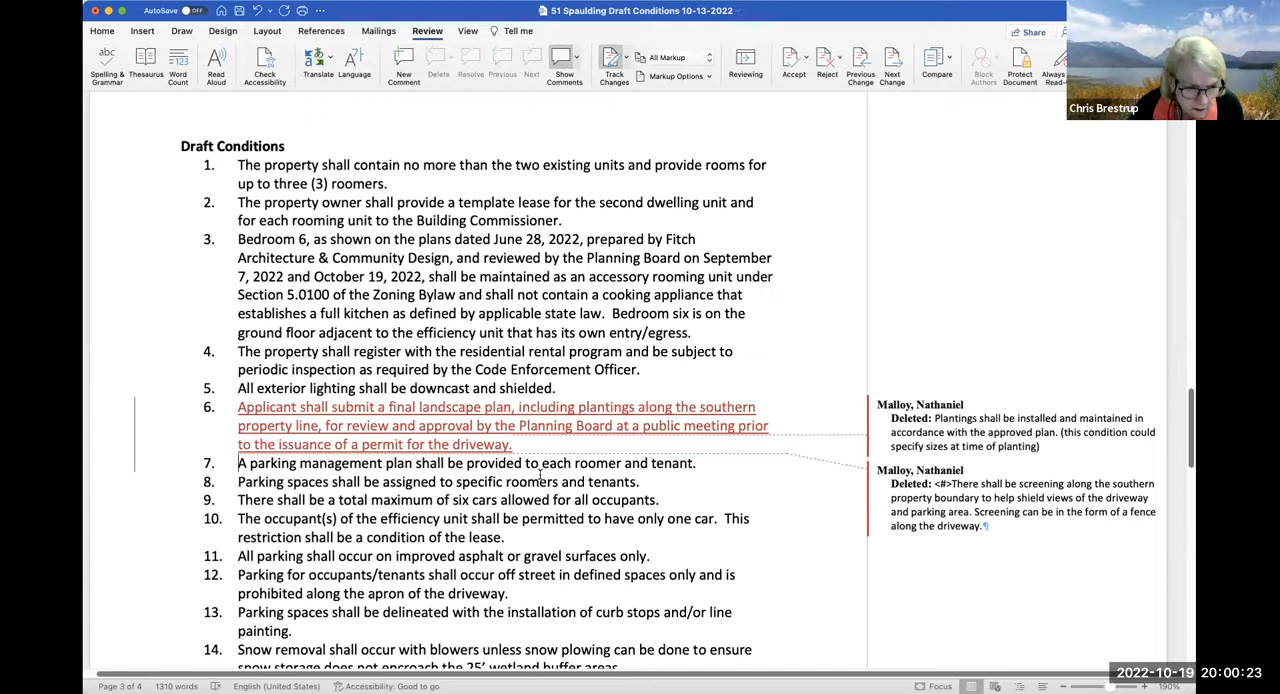 AutoSave OFF
51 Spaulding Draft Conditions 10-13-2022
Home Insert Draw Design Layout References Mailings Review View Tell me
Share
Spelling & Grammar
Thesaurus
Word Count
Read Aloud
Check Accessibility
Translate
Language
New Comment
Delete
Resolve
Previous
Next
Show Comments
Track Changes
All Markup
Markup Options
Reviewing
Accept
Reject
Previous Change
Next Change
Compare
Block Authors
Protect Document
Always
Read-
Chris Brestrup
Draft Conditions
1. The property shall contain no more than the two existing units and provide rooms for
up to three (3) roomers.
2. The property owner shall provide a template lease for the second dwelling unit and
for each rooming unit to the Building Commissioner.
3. Bedroom 6, as shown on the plans dated June 28, 2022, prepared by Fitch
Architecture & Community Design, and reviewed by the Planning Board on September
7, 2022 and October 19, 2022, shall be maintained as an accessory rooming unit under
Section 5.0100 of the Zoning Bylaw and shall not contain a cooking appliance that
establishes a full kitchen as defined by applicable state law.  Bedroom six is on the
ground floor adjacent to the efficiency unit that has its own entry/egress.
4. The property shall register with the residential rental program and be subject to
periodic inspection as required by the Code Enforcement Officer.
5. All exterior lighting shall be downcast and shielded.
6. Applicant shall submit a final landscape plan, including plantings along the southern
property line, for review and approval by the Planning Board at a public meeting prior
to the issuance of a permit for the driveway.
7. A parking management plan shall be provided to each roomer and tenant.
8. Parking spaces shall be assigned to specific roomers and tenants.
9. There shall be a total maximum of six cars allowed for all occupants.
10. The occupant(s) of the efficiency unit shall be permitted to have only one car.  This
restriction shall be a condition of the lease.
11. All parking shall occur on improved asphalt or gravel surfaces only.
12. Parking for occupants/tenants shall occur off street in defined spaces only and is
prohibited along the apron of the driveway.
13. Parking spaces shall be delineated with the installation of curb stops and/or line
painting.
14. Snow removal shall occur with blowers unless snow plowing can be done to ensure
snow storage does not encroach the 25' wetland buffer areas.
Malloy, Nathaniel
Deleted: Plantings shall be installed and maintained in
accordance with the approved plan. (this condition could
specify sizes at time of planting)
Malloy, Nathaniel
Deleted: <#>There shall be screening along the southern
property boundary to help shield views of the driveway
and parking area. Screening can be in the form of a fence
along the driveway.¶
Page 3 of 4 1310 words English (United States) Accessibility: Good to go
Focus
190%
2022-10-19 20:00:23